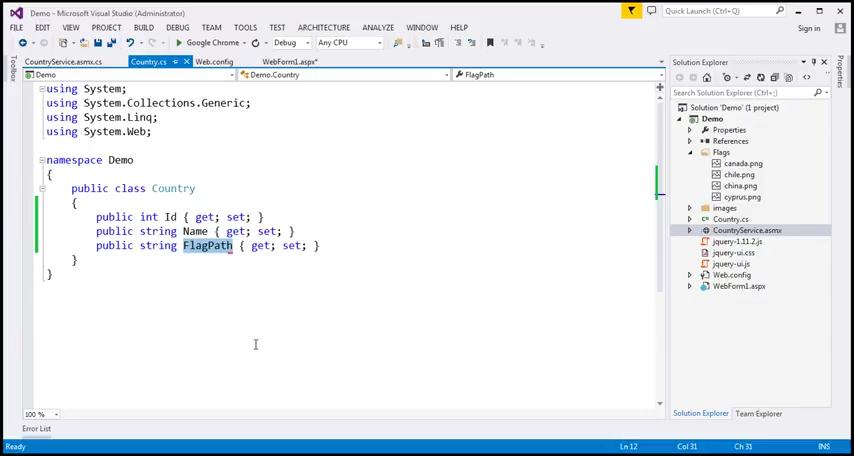 Demo - Microsoft Visual Studio (Administrator)
Quick Launch (Ctrl+;)
FILE EDIT VIEW PROJECT BUILD DEBUG TEAM TOOLS TEST ARCHITECTURE ANALYZE WINDOW HELP
Sign in
Google Chrome Debug Any CPU
Toolbox
CountryService.asmx.cs Country.cs Web.config WebForm1.aspx*
Demo Demo.Country FlagPath
using System;
using System.Collections.Generic;
using System.Linq;
using System.Web;
namespace Demo
{
public class Country
{
public int Id { get; set; }
public string Name { get; set; }
public string FlagPath { get; set; }
}
}
100 %
Error List
Ready
Ln 12 Col 31 Ch 31 INS
Solution Explorer
Search Solution Explorer (Ctrl+;)
Solution 'Demo' (1 project)
Demo
Properties
References
Flags
canada.png
chile.png
china.png
cyprus.png
images
Country.cs
CountryService.asmx
jquery-1.11.2.js
jquery-ui.css
jquery-ui.js
Web.config
WebForm1.aspx
Solution Explorer Team Explorer
Properties